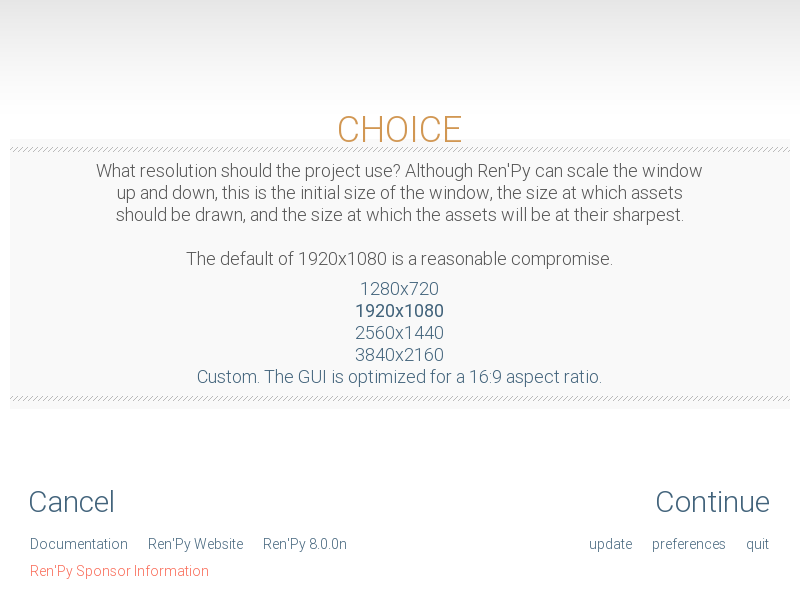 CHOICE
What resolution should the project use? Although Ren'Py can scale the window
up and down, this is the initial size of the window, the size at which assets
should be drawn, and the size at which the assets will be at their sharpest.
The default of 1920x1080 is a reasonable compromise.
1280x720
1920x1080
2560x1440
3840x2160
Custom. The GUI is optimized for a 16:9 aspect ratio.
Cancel Continue
Documentation Ren'Py Website Ren'Py 8.0.0n update preferences quit
Ren'Py Sponsor Information